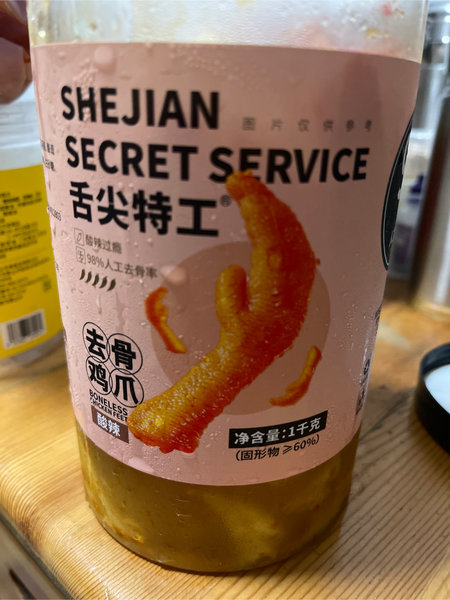 SHEJIAN
图片仅供参考
SECRET SERVICE
舌尖特工®
酸辣过瘾
98%人工去骨率
去骨
鸡爪
BONELESS
CHICKEN FEET
酸辣
净含量:1千克
(固形物 ≥60%)